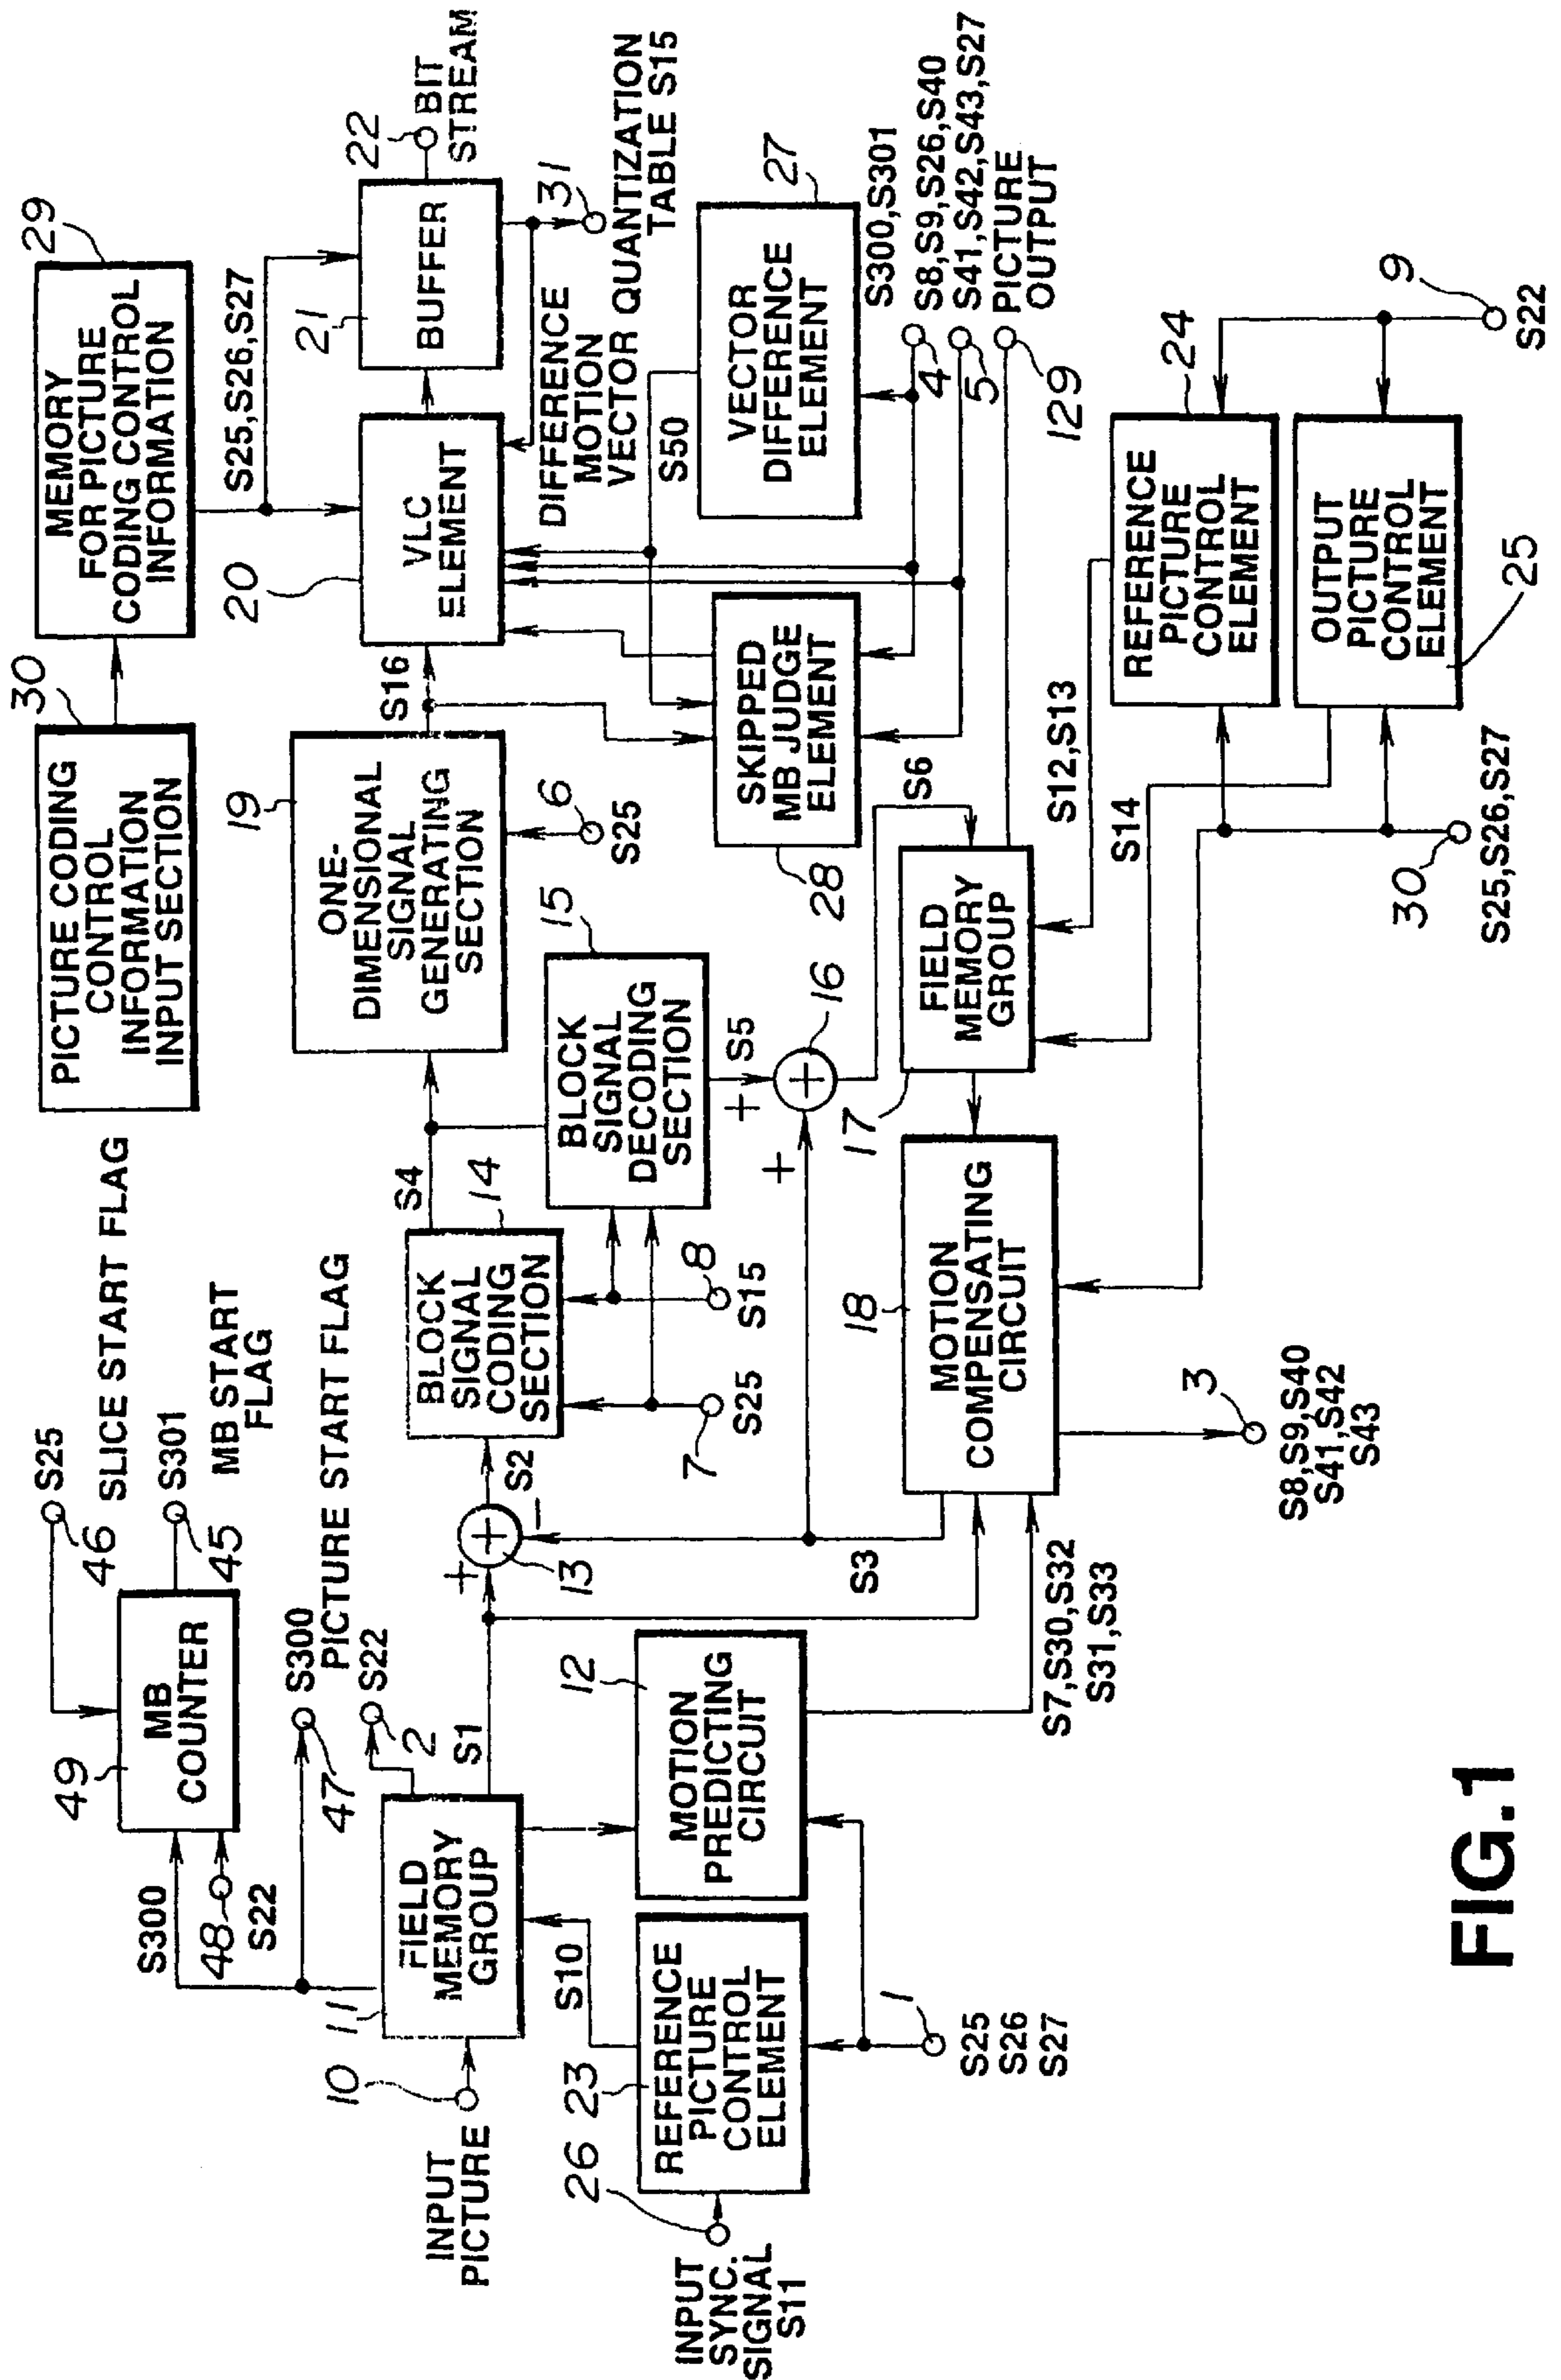 PICTURE CODING
CONTROL
INFORMATION
INPUT SECTION
30
MEMORY
FOR PICTURE
CODING CONTROL
INFORMATION
29
S25,S26,S27
S25
46
SLICE START FLAG
49
MB
COUNTER
S301
45
MB START
FLAG
S300
48
S22
S300
47
PICTURE START FLAG
S22
2
INPUT
PICTURE
10
11
FIELD
MEMORY
GROUP
S1
+
13
−
S2
BLOCK
SIGNAL
CODING
SECTION
14
S4
7
S25
8
S15
19
ONE-
DIMENSIONAL
SIGNAL
GENERATING
SECTION
6
S25
S16
20
VLC
ELEMENT
21
BUFFER
22
BIT
STREAM
31
DIFFERENCE
MOTION
VECTOR QUANTIZATION
TABLE S15
S50
BLOCK
SIGNAL
DECODING
SECTION
15
S5
+
+
16
S6
SKIPPED
MB JUDGE
ELEMENT
28
VECTOR
DIFFERENCE
ELEMENT
27
S300,S301
4
S8,S9,S26,S40
5
S41,S42,S43,S27
129
PICTURE
OUTPUT
INPUT
SYNC.
SIGNAL
S11
26
23
REFERENCE
PICTURE
CONTROL
ELEMENT
S10
1
S25
S26
S27
12
MOTION
PREDICTING
CIRCUIT
S7,S30,S32
S31,S33
S3
18
MOTION
COMPENSATING
CIRCUIT
3
S8,S9,S40
S41,S42
S43
17
FIELD
MEMORY
GROUP
S12,S13
S14
REFERENCE
PICTURE
CONTROL
ELEMENT
24
OUTPUT
PICTURE
CONTROL
ELEMENT
25
9
S22
30
S25,S26,S27
FIG.1